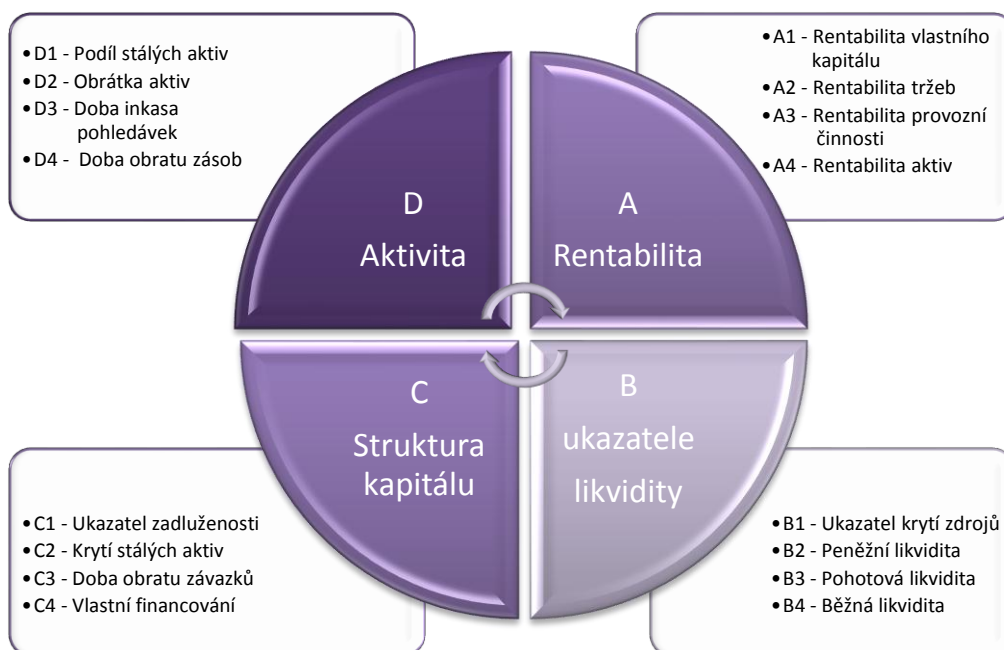 •D1 - Podíl stálých aktiv
•D2 - Obrátka aktiv
•D3 - Doba inkasa
pohledávek
•D4 -  Doba obratu zásob
•A1 - Rentabilita vlastního
kapitálu
•A2 - Rentabilita tržeb
•A3 - Rentabilita provozní
činnosti
•A4 - Rentabilita aktiv
D
Aktivita
A
Rentabilita
C
Struktura
kapitálu
B
ukazatele
likvidity
•C1 - Ukazatel zadluženosti
•C2 - Krytí stálých aktiv
•C3 - Doba obratu závazků
•C4 - Vlastní financování
•B1 - Ukazatel krytí zdrojů
•B2 - Peněžní likvidita
•B3 - Pohotová likvidita
•B4 - Běžná likvidita